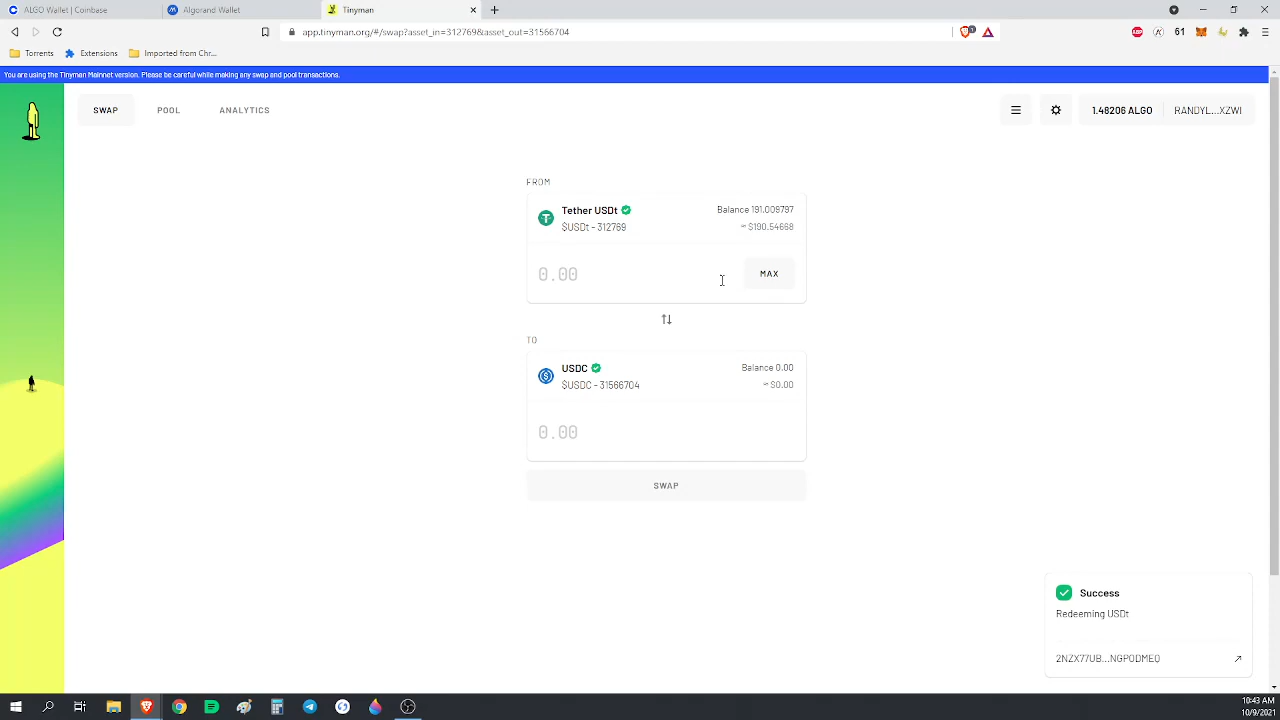 ALGO Wallet | Coinbase
Algorand Wallet
Tinyman
app.tinyman.org/#/swap?asset_in=312769&asset_out=31566704
61
Torrents
Extensions
Imported from Chr...
You are using the Tinyman Mainnet version. Please be careful while making any swap and pool transactions.
SWAP
POOL
ANALYTICS
1.48206 ALGO
RANDYL...XZWI
FROM
Tether USDt
Balance 191.009797
$USDt - 312769
≈ $190.54668
0.00
MAX
TO
USDC
Balance 0.00
$USDC - 31566704
≈ $0.00
0.00
SWAP
Success
Redeeming USDt
2NZX77UB...NGPODMEQ
10:43 AM
10/9/2021